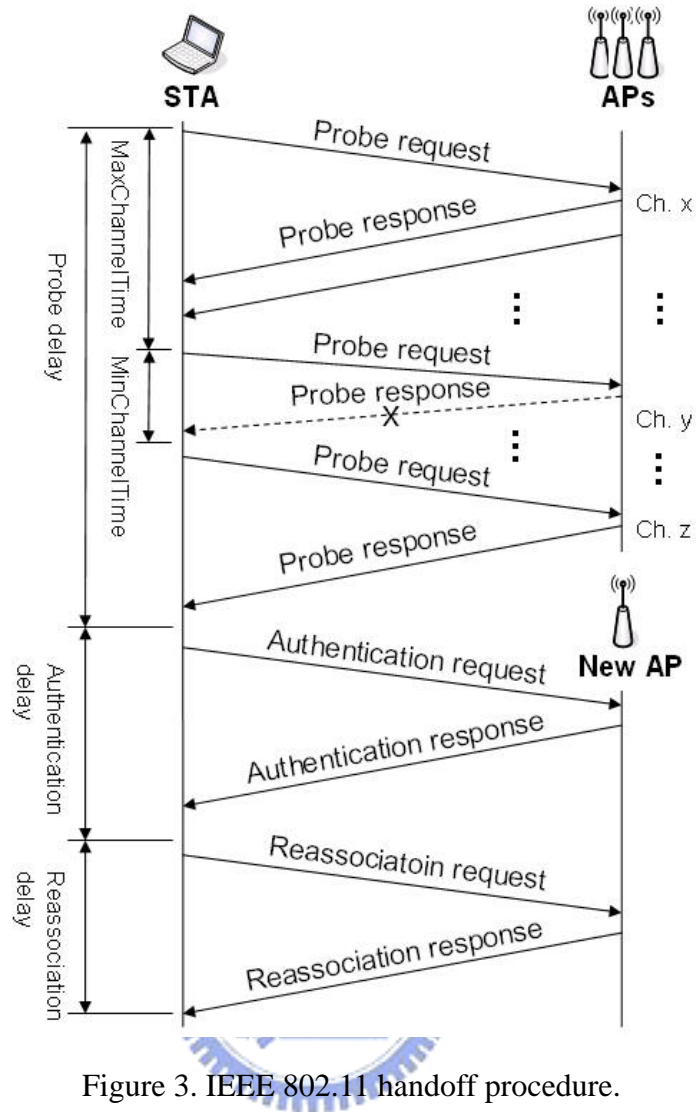 STA
APs
Probe request
MaxChannelTime
Ch. x
Probe response
Probe delay
Probe request
MinChannelTime
Probe response
X
Ch. y
Probe request
Ch. z
Probe response
Authentication request
New AP
Authentication
delay
Authentication response
Reassociatoin request
Reassociation
delay
Reassociation response
Figure 3. IEEE 802.11 handoff procedure.